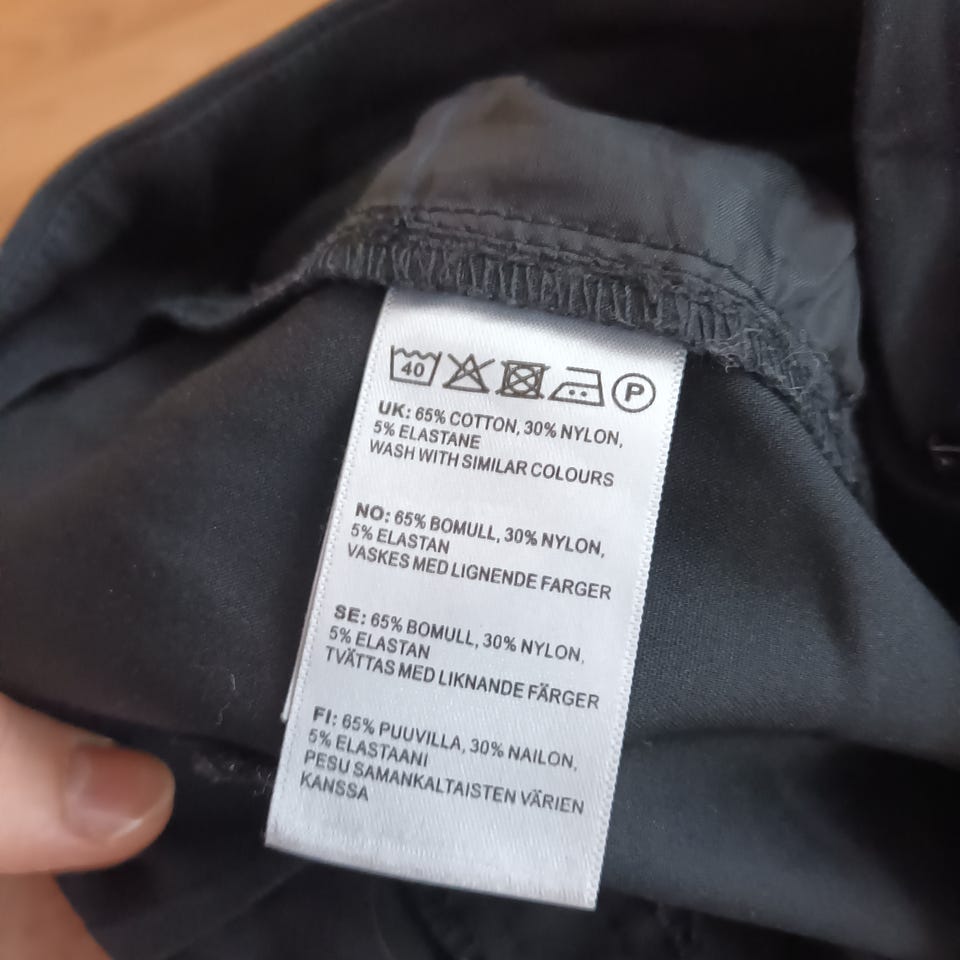 40 P
UK: 65% COTTON, 30% NYLON,
5% ELASTANE
WASH WITH SIMILAR COLOURS
NO: 65% BOMULL, 30% NYLON,
5% ELASTAN
VASKES MED LIGNENDE FARGER
SE: 65% BOMULL, 30% NYLON,
5% ELASTAN
TVÄTTAS MED LIKNANDE FÄRGER
FI: 65% PUUVILLA, 30% NAILON,
5% ELASTAANI
PESU SAMANKALTAISTEN VÄRIEN
KANSSA